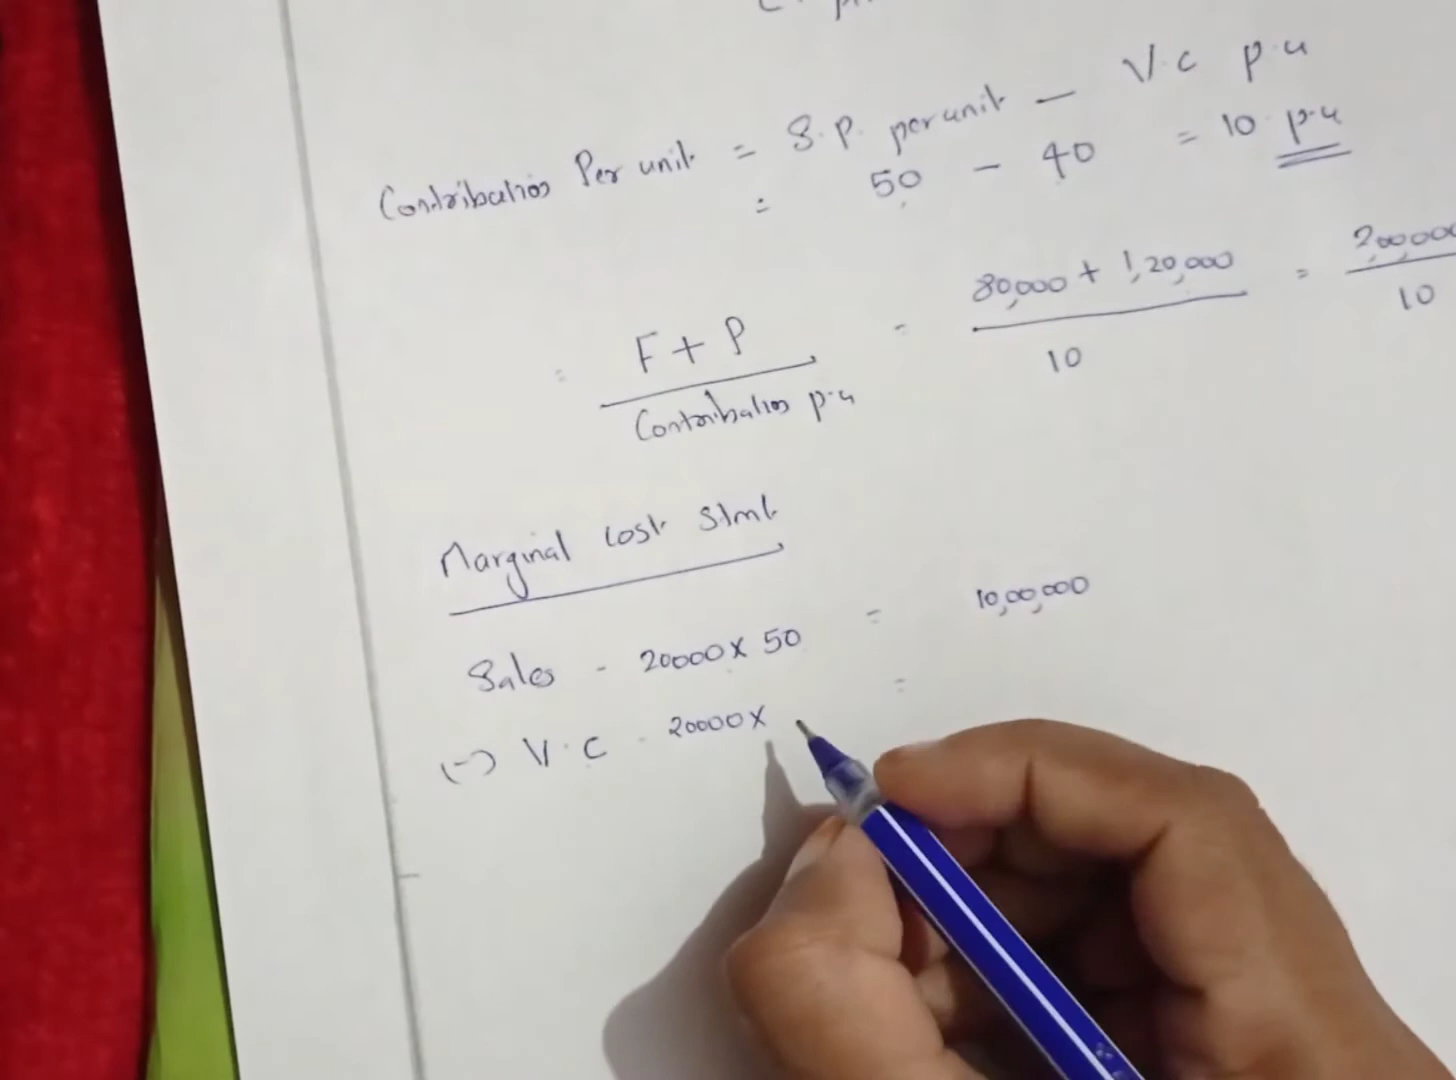 Contribution Per unit = S.P. per unit - V.C p.u
= 50 - 40 = 10 p.u
= F + P / Contribution p.u = 80,000 + 1,20,000 / 10 = 2,00,000 / 10
Marginal Cost Stmt
Sales - 20000 X 50 = 10,00,000
(-) V.C - 20000 X =